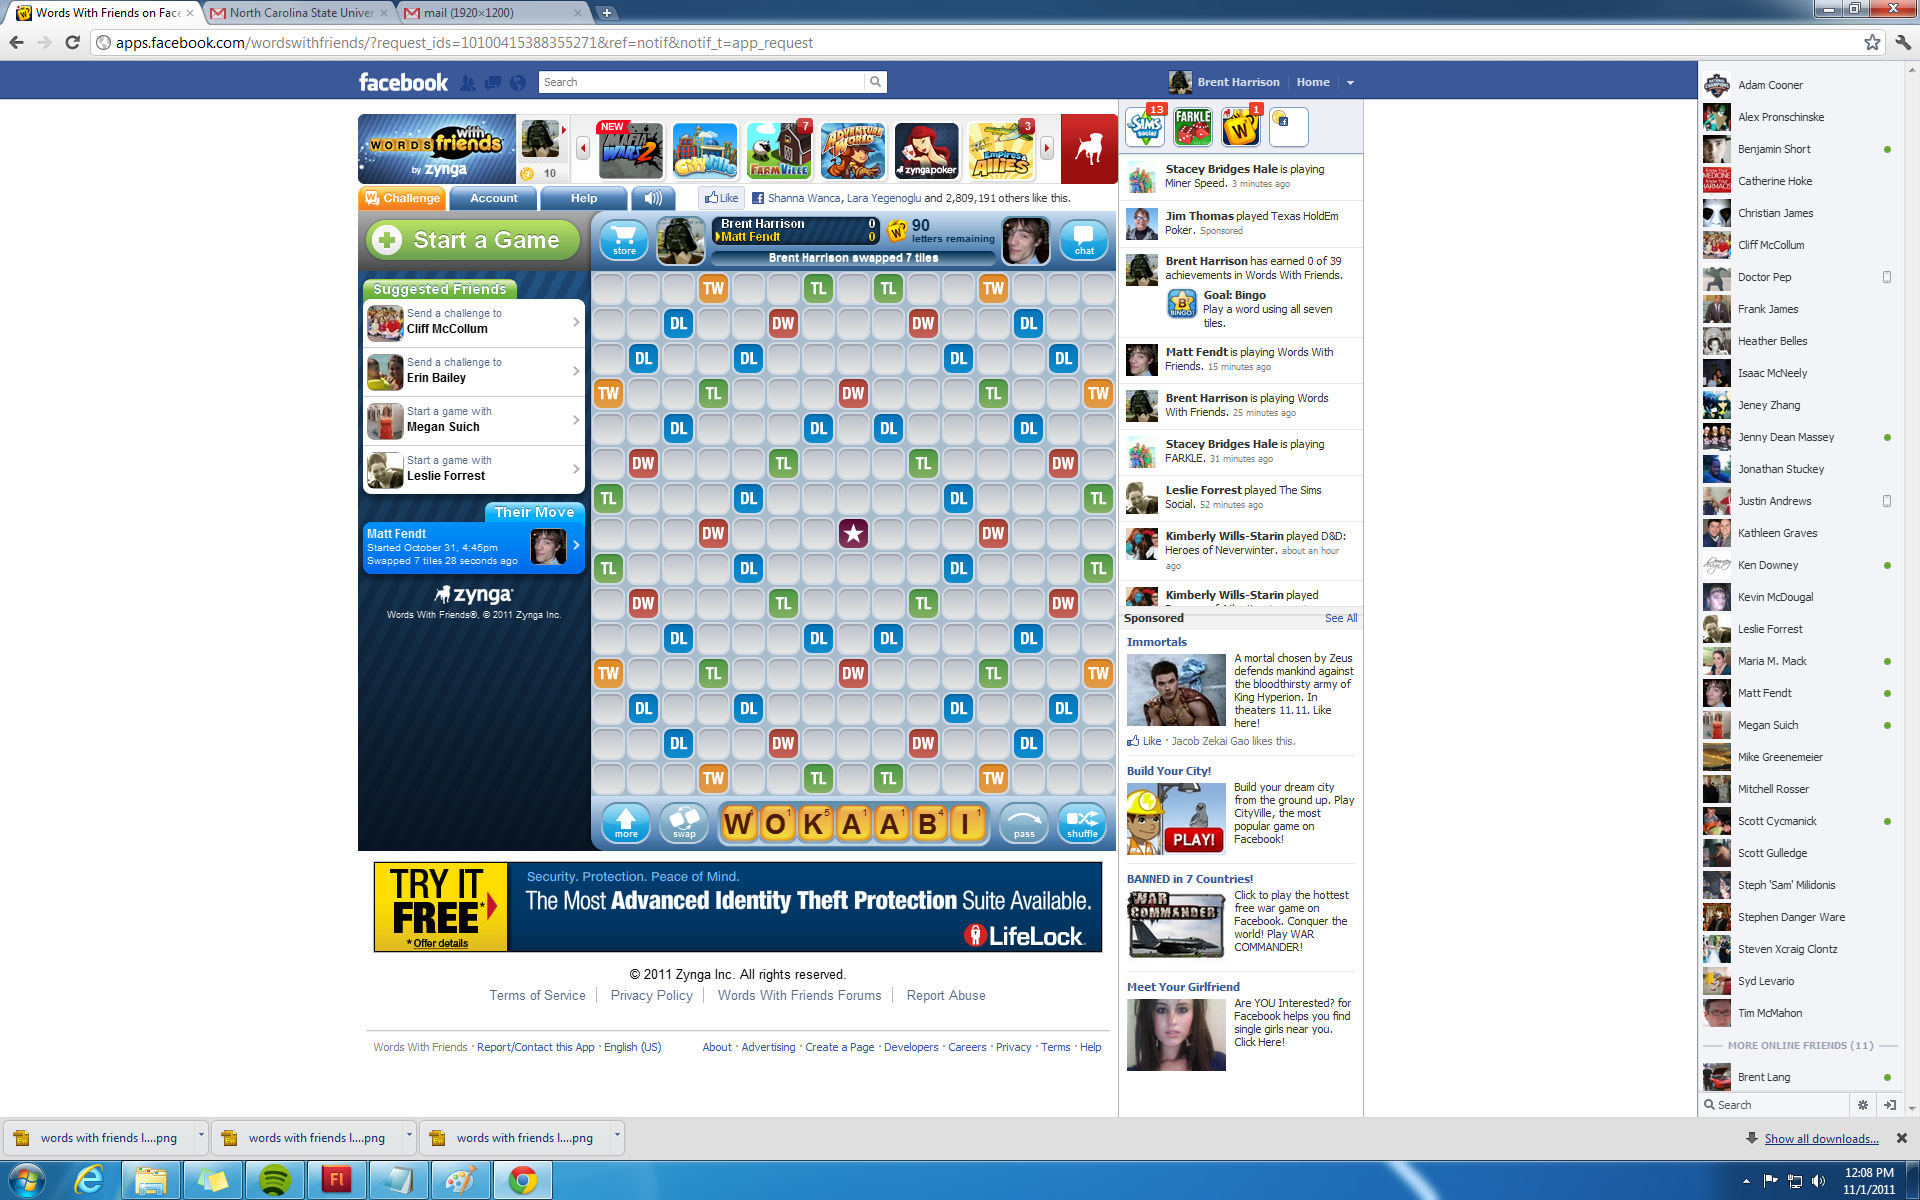 Words With Friends on Face
North Carolina State Univer
mail (1920×1200)
apps.facebook.com/wordswithfriends/?request_ids=10100415388355271&ref=notif&notif_t=app_request
facebook
Search
Brent Harrison
Home
WORDS with friends
by zynga
10
NEW
MAFIA WARS 2
CITYVILLE
FARMVILLE
7
ADVENTURE WORLD
zynga poker
EMPIRES & ALLIES
3
Challenge
Account
Help
Like
Shanna Wanca, Lara Yegenoglu and 2,809,191 others like this.
Start a Game
store
Brent Harrison 0
Matt Fendt 0
90
letters remaining
Brent Harrison swapped 7 tiles
chat
Suggested Friends
Send a challenge to
Cliff McCollum
Send a challenge to
Erin Bailey
Start a game with
Megan Suich
Start a game with
Leslie Forrest
Their Move
Matt Fendt
Started October 31, 4:45pm
Swapped 7 tiles 28 seconds ago
zynga
Words With Friends®, © 2011 Zynga Inc.
TW TL TL TW
DL DW DW DL
DL DL DL DL
TW TL DW TL TW
DL DL DL DL
DW TL TL DW
TL DL DL TL
DW DW
TL DL DL TL
DW TL TL DW
DL DL DL DL
TW TL DW TL TW
DL DL DL DL
DL DW DW DL
TW TL TL TW
more
swap
W4 O1 K5 A1 A1 B4 I1
pass
shuffle
TRY IT
FREE*
*Offer details
Security. Protection. Peace of Mind.
The Most Advanced Identity Theft Protection Suite Available.
LifeLock
© 2011 Zynga Inc. All rights reserved.
Terms of Service
Privacy Policy
Words With Friends Forums
Report Abuse
Words With Friends · Report/Contact this App · English (US)
About · Advertising · Create a Page · Developers · Careers · Privacy · Terms · Help
13
SIMS social
FARKLE
1
Stacey Bridges Hale is playing
Miner Speed. 3 minutes ago
Jim Thomas played Texas HoldEm
Poker. Sponsored
Brent Harrison has earned 0 of 39
achievements in Words With Friends.
BINGO!
Goal: Bingo
Play a word using all seven
tiles.
Matt Fendt is playing Words With
Friends. 15 minutes ago
Brent Harrison is playing Words
With Friends. 25 minutes ago
Stacey Bridges Hale is playing
FARKLE. 31 minutes ago
Leslie Forrest played The Sims
Social. 52 minutes ago
Kimberly Wills-Starin played D&D:
Heroes of Neverwinter. about an hour
ago
Kimberly Wills-Starin played
Sponsored
See All
Immortals
A mortal chosen by Zeus
defends mankind against
the bloodthirsty army of
King Hyperion. In
theaters 11.11. Like
here!
Like · Jacob Zekai Gao likes this.
Build Your City!
PLAY!
Build your dream city
from the ground up. Play
CityVille, the most
popular game on
Facebook!
BANNED in 7 Countries!
WAR COMMANDER
Click to play the hottest
free war game on
Facebook. Conquer the
world! Play WAR
COMMANDER!
Meet Your Girlfriend
Are YOU Interested? for
Facebook helps you find
single girls near you.
Click Here!
Adam Cooner
Alex Pronschinske
Benjamin Short
Catherine Hoke
Christian James
Cliff McCollum
Doctor Pep
Frank James
Heather Belles
Isaac McNeely
Jeney Zhang
Jenny Dean Massey
Jonathan Stuckey
Justin Andrews
Kathleen Graves
Ken Downey
Kevin McDougal
Leslie Forrest
Maria M. Mack
Matt Fendt
Megan Suich
Mike Greenemeier
Mitchell Rosser
Scott Cycmanick
Scott Gulledge
Steph 'Sam' Milidonis
Stephen Danger Ware
Steven Xcraig Clontz
Syd Levario
Tim McMahon
MORE ONLINE FRIENDS (11)
Brent Lang
Search
words with friends l....png
words with friends l....png
words with friends l....png
Show all downloads...
Fl
12:08 PM
11/1/2011